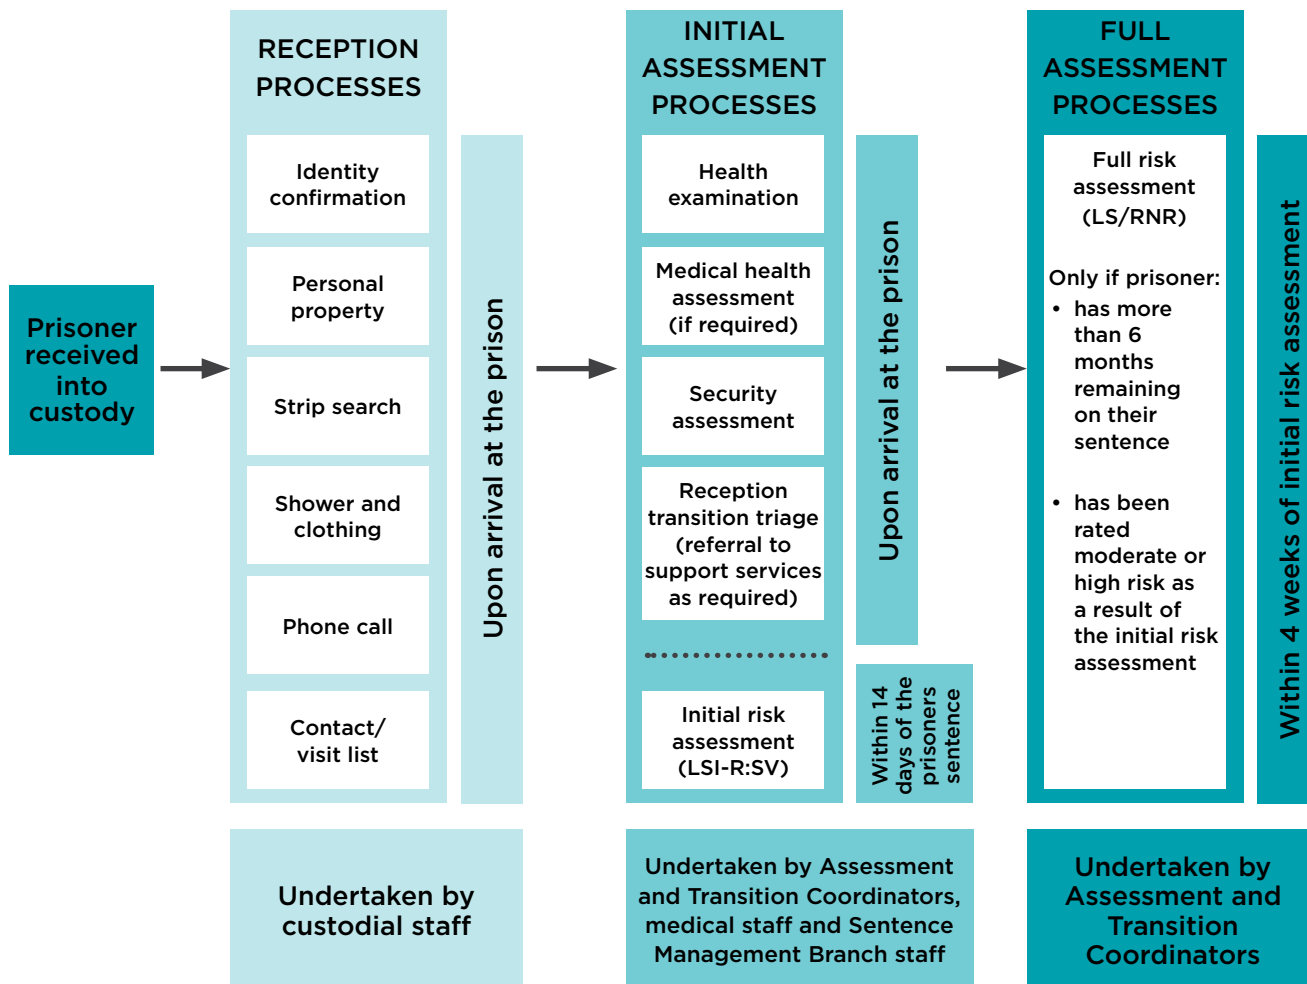 Prisoner
received
into
custody
RECEPTION
PROCESSES
Identity
confirmation
Personal
property
Strip search
Shower and
clothing
Phone call
Contact/
visit list
Upon arrival at the prison
Undertaken by
custodial staff
INITIAL
ASSESSMENT
PROCESSES
Health
examination
Medical health
assessment
(if required)
Security
assessment
Reception
transition triage
(referral to
support services
as required)
Initial risk
assessment
(LSI-R:SV)
Upon arrival at the prison
Within 14
days of the
prisoners
sentence
Undertaken by Assessment
and Transition Coordinators,
medical staff and Sentence
Management Branch staff
FULL
ASSESSMENT
PROCESSES
Full risk
assessment
(LS/RNR)
Only if prisoner:
• has more
than 6
months
remaining
on their
sentence
• has been
rated
moderate or
high risk as
a result of
the initial risk
assessment
Within 4 weeks of initial risk assessment
Undertaken by
Assessment and
Transition
Coordinators